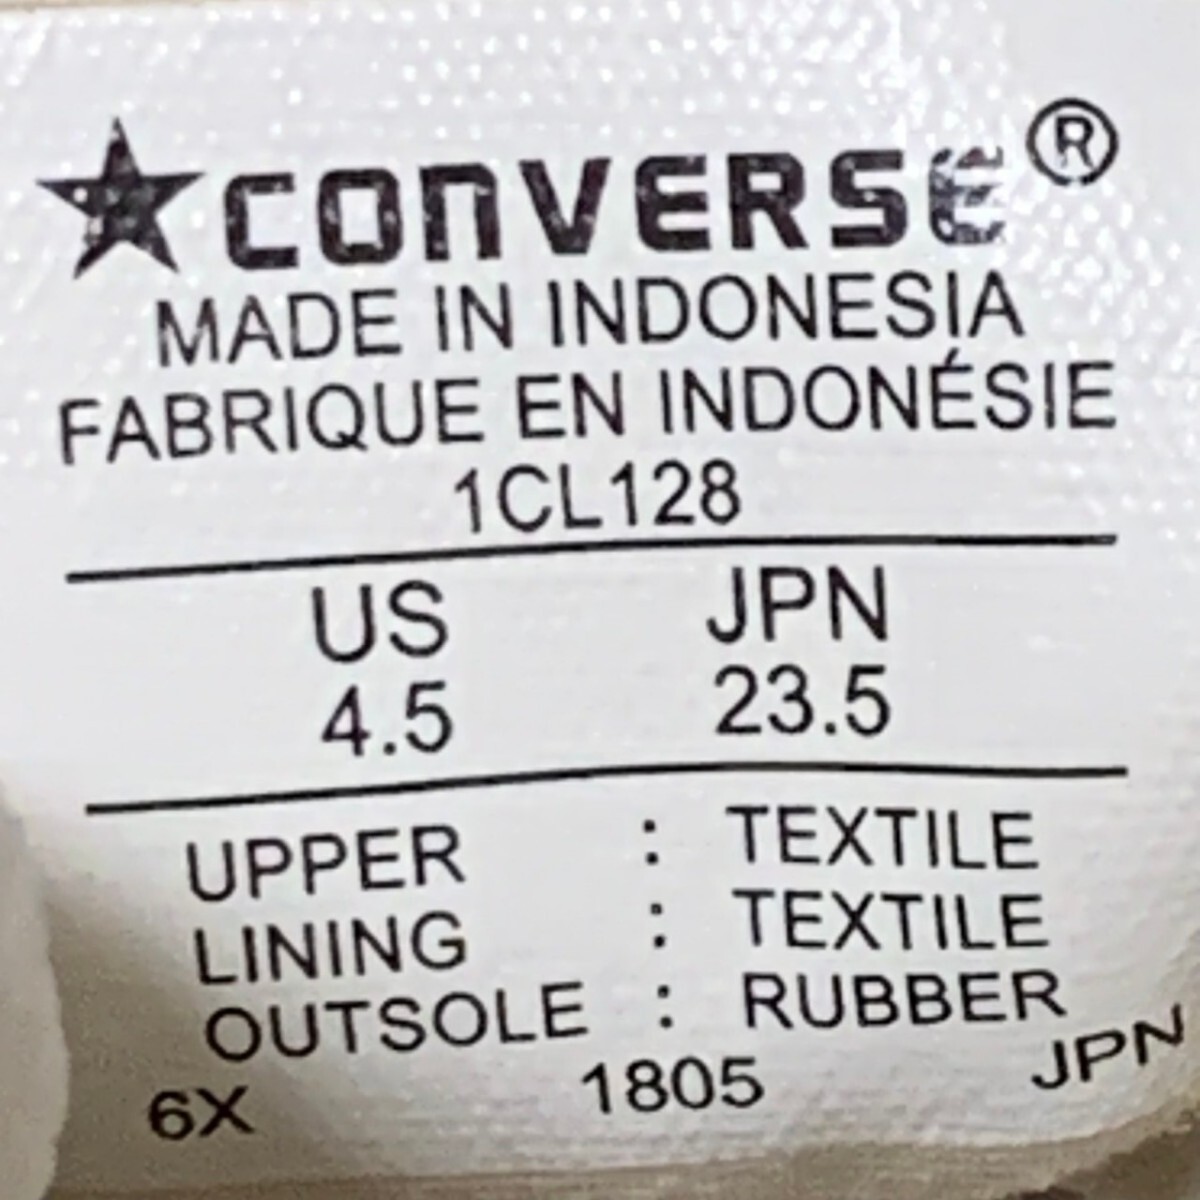 CONVERSE®
MADE IN INDONESIA
FABRIQUE EN INDONÉSIE
1CL128
US JPN
4.5 23.5
UPPER : TEXTILE
LINING : TEXTILE
OUTSOLE : RUBBER
6X 1805 JPN